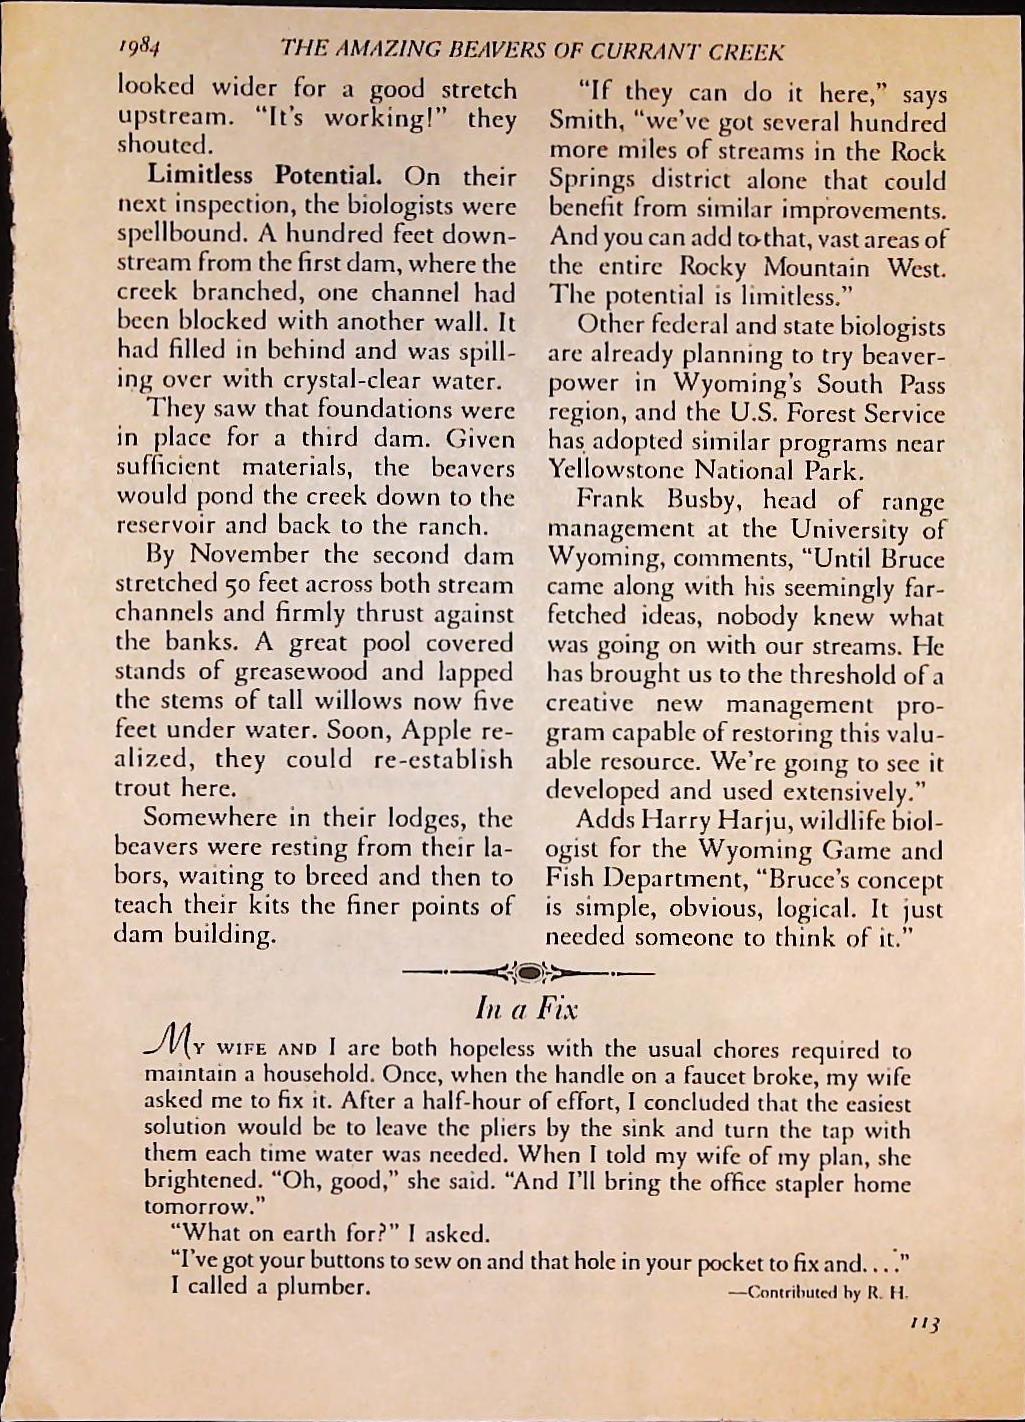 1984
THE AMAZING BEAVERS OF CURRANT CREEK
looked wider for a good stretch
upstream. “It’s working!” they
shouted.
Limitless Potential. On their
next inspection, the biologists were
spellbound. A hundred feet down-
stream from the first dam, where the
creek branched, one channel had
been blocked with another wall. It
had filled in behind and was spill-
ing over with crystal-clear water.
They saw that foundations were
in place for a third dam. Given
sufficient materials, the beavers
would pond the creek down to the
reservoir and back to the ranch.
By November the second dam
stretched 50 feet across both stream
channels and firmly thrust against
the banks. A great pool covered
stands of greasewood and lapped
the stems of tall willows now five
feet under water. Soon, Apple re-
alized, they could re-establish
trout here.
Somewhere in their lodges, the
beavers were resting from their la-
bors, waiting to breed and then to
teach their kits the finer points of
dam building.
“If they can do it here,” says
Smith, “we’ve got several hundred
more miles of streams in the Rock
Springs district alone that could
benefit from similar improvements.
And you can add to that, vast areas of
the entire Rocky Mountain West.
The potential is limitless.”
Other federal and state biologists
are already planning to try beaver-
power in Wyoming’s South Pass
region, and the U.S. Forest Service
has adopted similar programs near
Yellowstone National Park.
Frank Busby, head of range
management at the University of
Wyoming, comments, “Until Bruce
came along with his seemingly far-
fetched ideas, nobody knew what
was going on with our streams. He
has brought us to the threshold of a
creative new management pro-
gram capable of restoring this valu-
able resource. We’re going to see it
developed and used extensively.”
Adds Harry Harju, wildlife biol-
ogist for the Wyoming Game and
Fish Department, “Bruce’s concept
is simple, obvious, logical. It just
needed someone to think of it.”
In a Fix
MY WIFE AND I are both hopeless with the usual chores required to
maintain a household. Once, when the handle on a faucet broke, my wife
asked me to fix it. After a half-hour of effort, I concluded that the easiest
solution would be to leave the pliers by the sink and turn the tap with
them each time water was needed. When I told my wife of my plan, she
brightened. “Oh, good,” she said. “And I’ll bring the office stapler home
tomorrow.”
“What on earth for?” I asked.
“I’ve got your buttons to sew on and that hole in your pocket to fix and. . . .”
I called a plumber.
—Contributed by R. H.
113